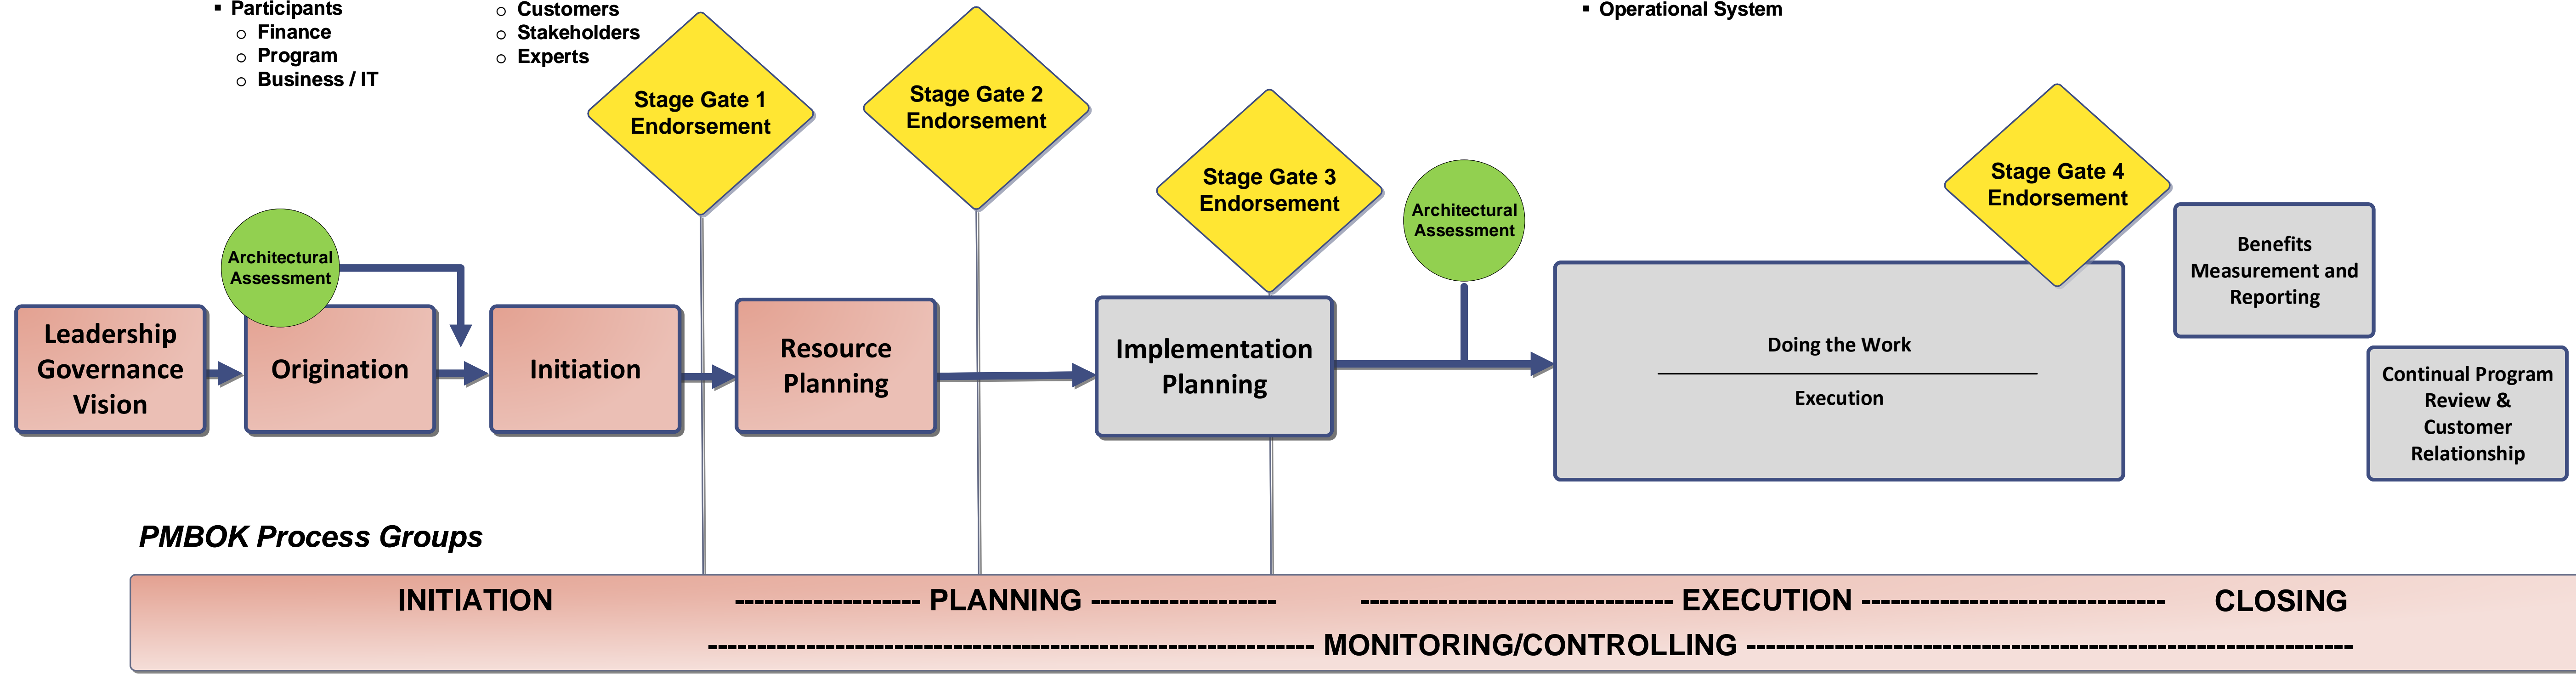 ▪ Participants
o Finance
o Program
o Business / IT
o Customers
o Stakeholders
o Experts
▪ Operational System
Stage Gate 1
Endorsement
Stage Gate 2
Endorsement
Stage Gate 3
Endorsement
Stage Gate 4
Endorsement
Architectural
Assessment
Architectural
Assessment
Leadership
Governance
Vision
Origination
Initiation
Resource
Planning
Implementation
Planning
Doing the Work
Execution
Benefits
Measurement and
Reporting
Continual Program
Review &
Customer
Relationship
PMBOK Process Groups
INITIATION ------------------- PLANNING ------------------- -------------------------------- EXECUTION ------------------------------- CLOSING
-------------------------------------------------------------- MONITORING/CONTROLLING --------------------------------------------------------------